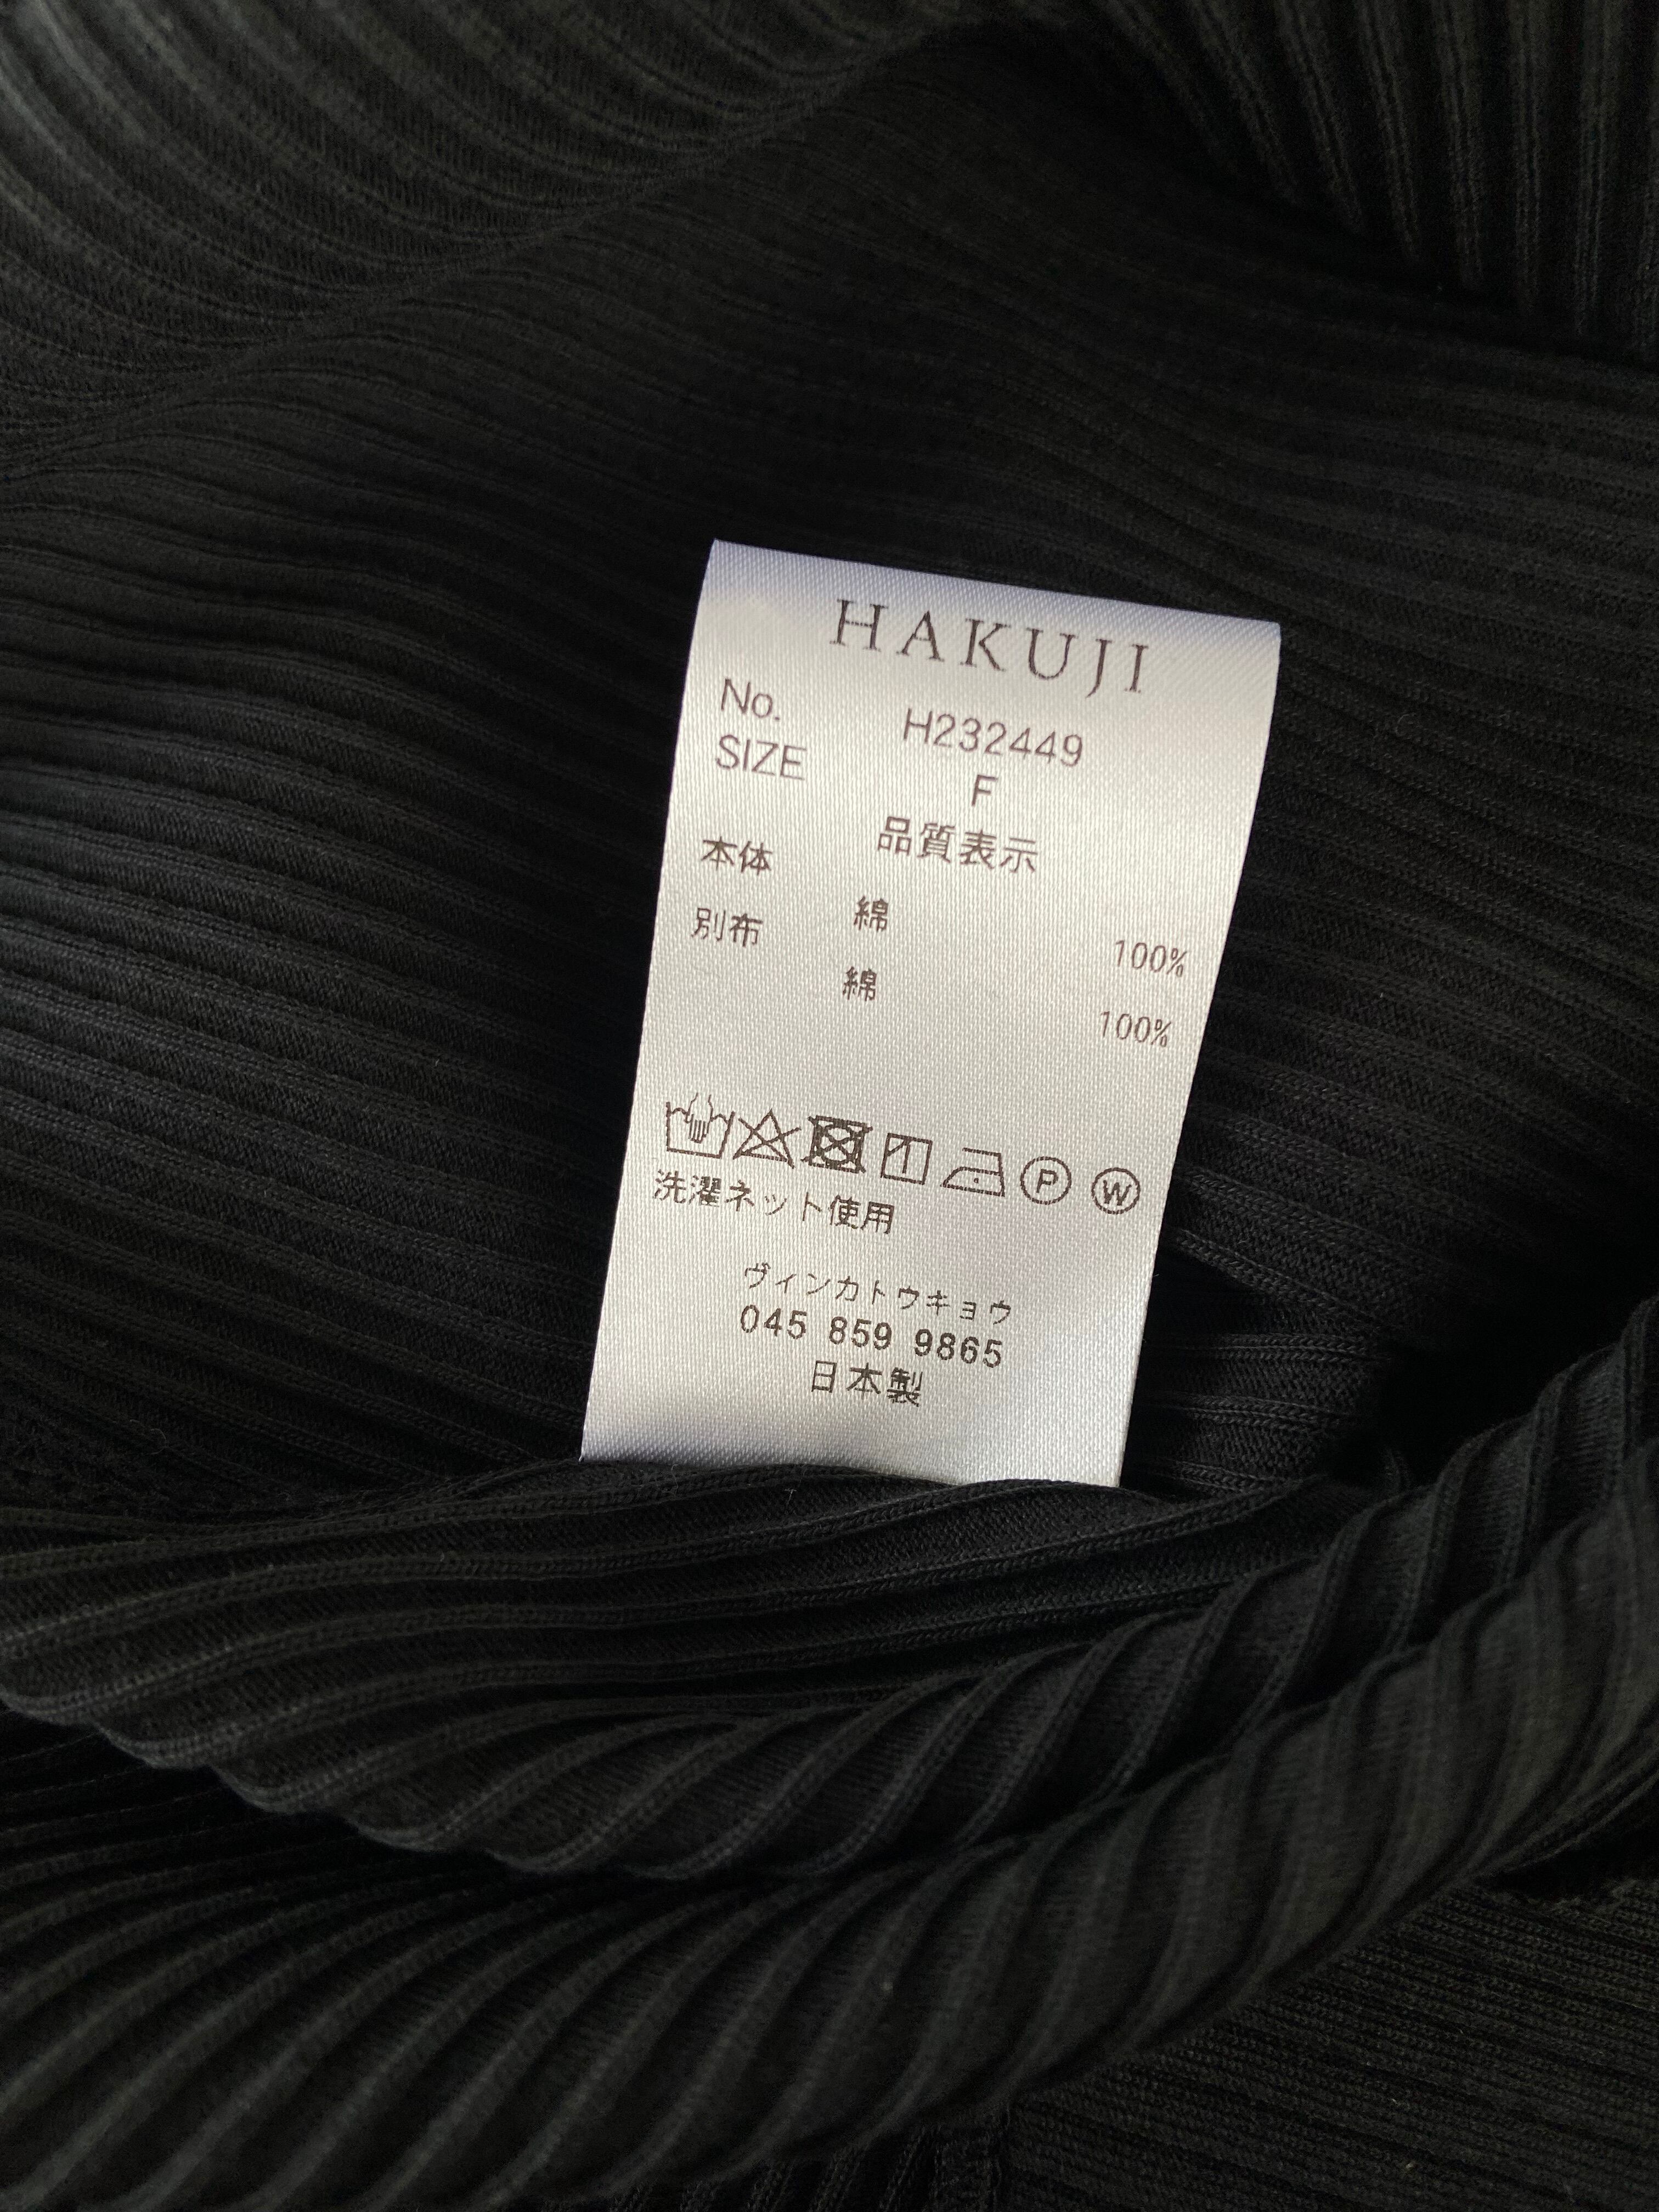 HAKUJI
No. H232449
SIZE F
品質表示
本体 綿 100%
別布 綿 100%
P W
洗濯ネット使用
ヴィンカトウキョウ
045 859 9865
日本製